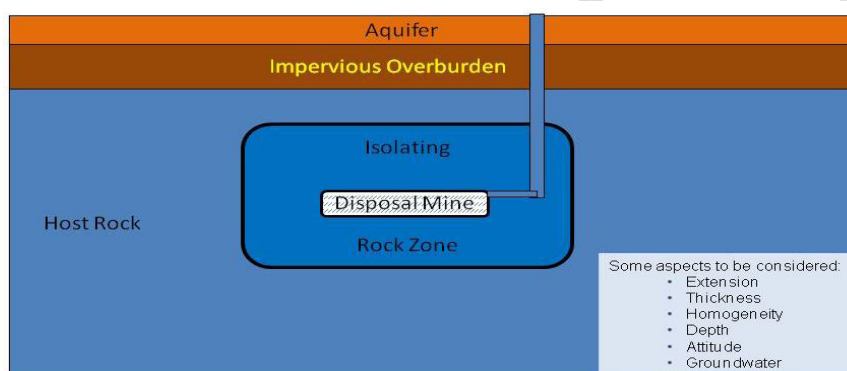 Aquifer
Impervious Overburden
Isolating
Disposal Mine
Host Rock
Rock Zone
Some aspects to be considered:
• Extension
• Thickness
• Homogeneity
• Depth
• Attitude
• Groundwater